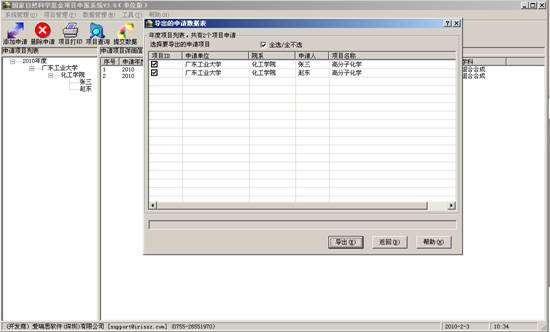 国家自然科学基金项目申报系统V3.6(单位版)
系统管理(Q) 项目管理(P) 数据管理(B) 工具(T) 帮助(H)
添加申请 删除申请 项目打印 项目查询 提交数据
申请项目列表
2010年度
广东工业大学
化工学院
张三
赵东
申请项目详细
序号 申请年度
1 2010
2 2010
导出的申请数据表
年度项目列表，共有2个项目申请
选择要导出的申请项目 全选/全不选
项目ID 申请单位 院系 申请人 项目名称
广东工业大学 化工学院 张三 高分子化学
广东工业大学 化工学院 赵东 高分子化学
导出(E) 返回(R) 帮助(H)
学科
聚合合成
聚合合成
(开发商) 爱瑞思软件(深圳)有限公司 [support@irissz.com] (0755-26551970) 2010-2-3 10:34